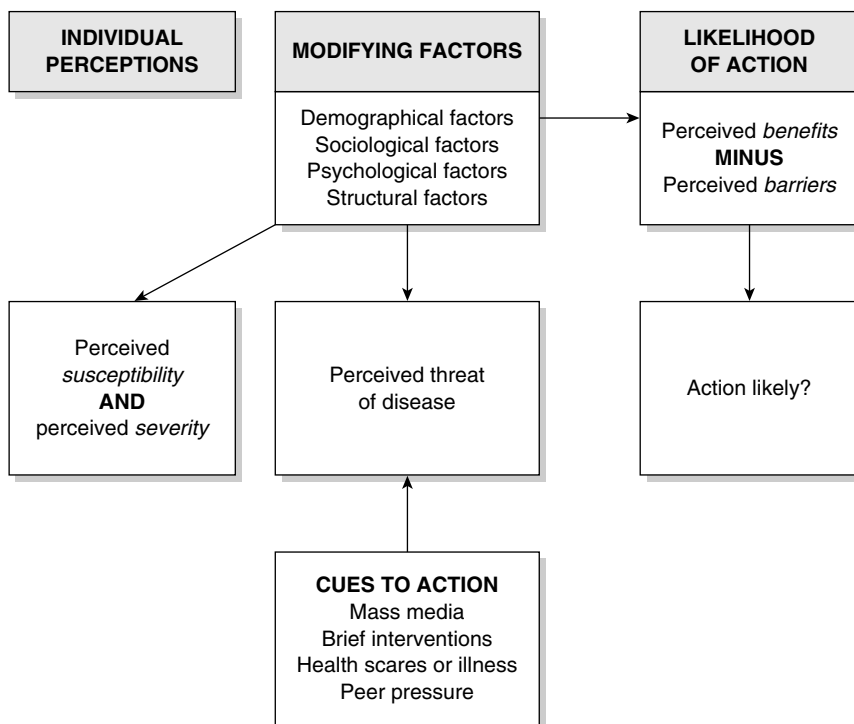 INDIVIDUAL
PERCEPTIONS
MODIFYING FACTORS
Demographical factors
Sociological factors
Psychological factors
Structural factors
LIKELIHOOD
OF ACTION
Perceived benefits
MINUS
Perceived barriers
Perceived
susceptibility
AND
perceived severity
Perceived threat
of disease
Action likely?
CUES TO ACTION
Mass media
Brief interventions
Health scares or illness
Peer pressure